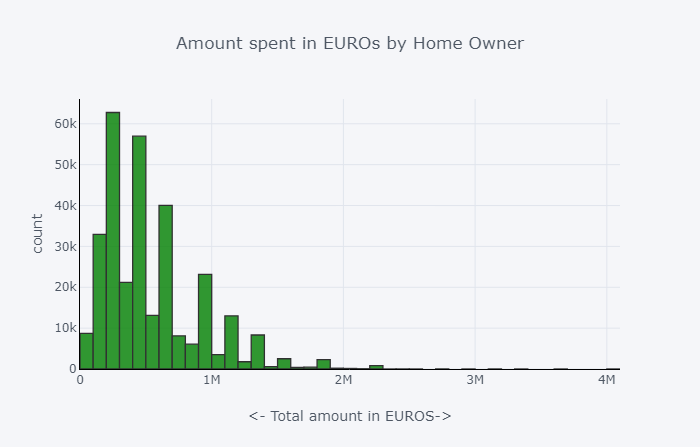 Amount spent in EUROs by Home Owner
60k
50k
40k
30k
20k
10k
0
count
0
1M
2M
3M
4M
<- Total amount in EUROS->